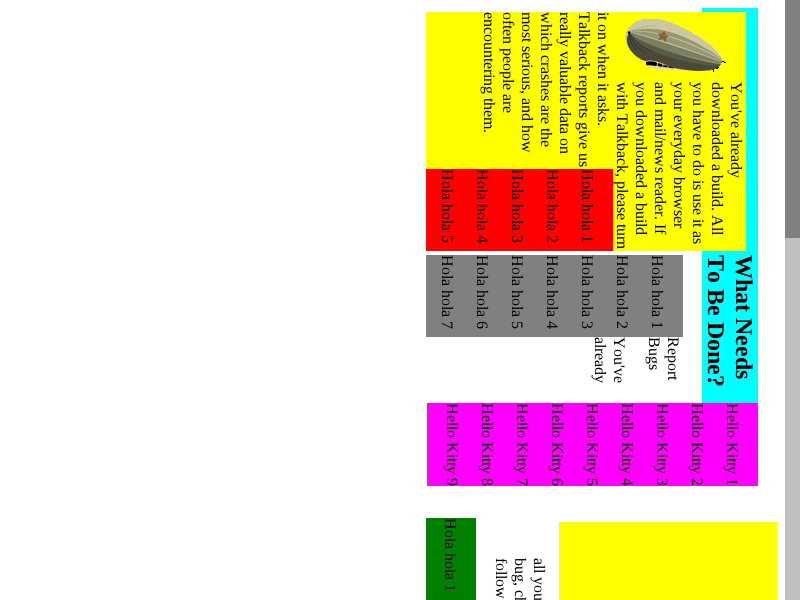 You've already
downloaded a build. All
you have to do is use it as
your everyday browser
and mail/news reader. If
you downloaded a build
with Talkback, please turn
it on when it asks.
Talkback reports give us
really valuable data on
which crashes are the
most serious, and how
often people are
encountering them.
Hola hola 1
Hola hola 2
Hola hola 3
Hola hola 4
Hola hola 5
What Needs
To Be Done?
Hola hola 1
Hola hola 2
Hola hola 3
Hola hola 4
Hola hola 5
Hola hola 6
Hola hola 7
Report
Bugs
You've
already
Hello Kitty 1
Hello Kitty 2
Hello Kitty 3
Hello Kitty 4
Hello Kitty 5
Hello Kitty 6
Hello Kitty 7
Hello Kitty 8
Hello Kitty 9
all you
bug, cl
follow
Hola hola 1